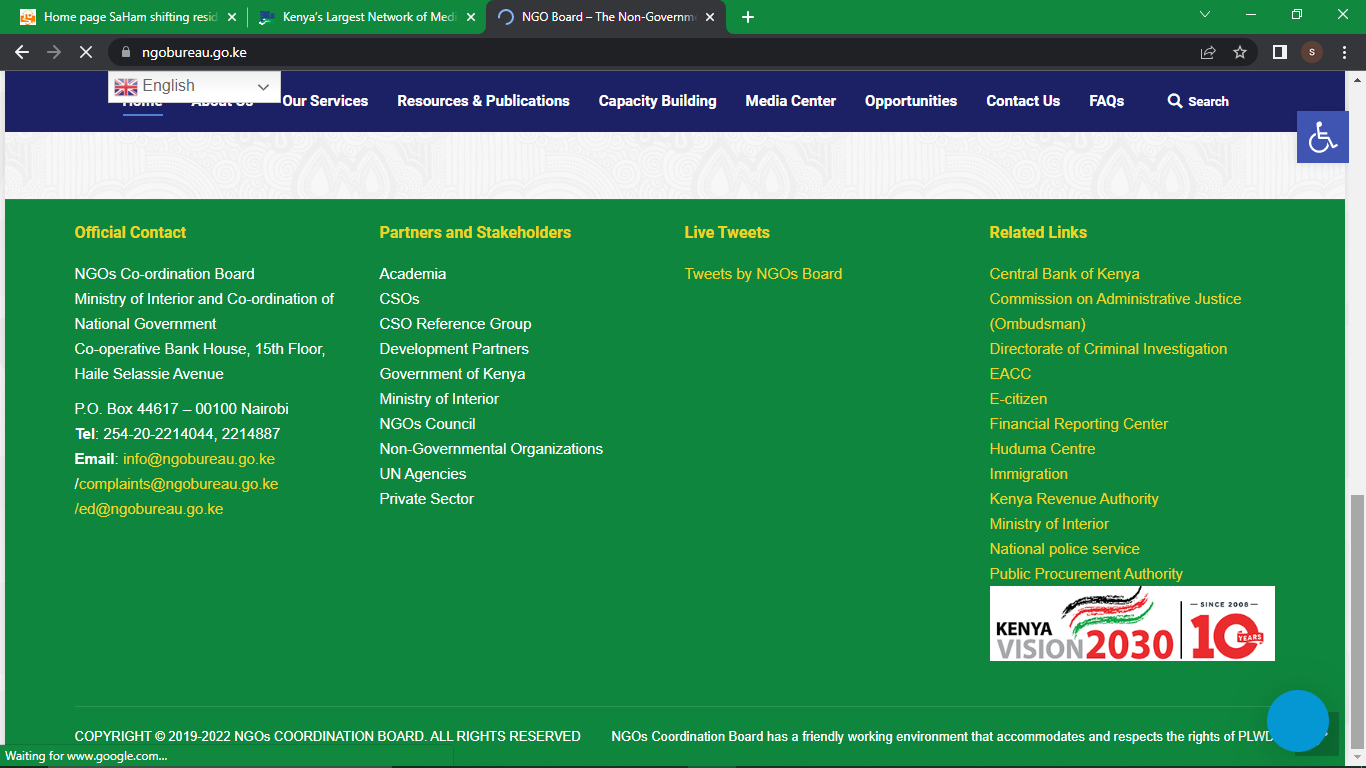 Home page SaHam shifting resid
Kenya's Largest Network of Medi
NGO Board – The Non-Governme
ngobureau.go.ke
S
English
Home
About Us
Our Services
Resources & Publications
Capacity Building
Media Center
Opportunities
Contact Us
FAQs
Search
Official Contact
NGOs Co-ordination Board
Ministry of Interior and Co-ordination of
National Government
Co-operative Bank House, 15th Floor,
Haile Selassie Avenue
P.O. Box 44617 – 00100 Nairobi
Tel: 254-20-2214044, 2214887
Email: info@ngobureau.go.ke
/complaints@ngobureau.go.ke
/ed@ngobureau.go.ke
Partners and Stakeholders
Academia
CSOs
CSO Reference Group
Development Partners
Government of Kenya
Ministry of Interior
NGOs Council
Non-Governmental Organizations
UN Agencies
Private Sector
Live Tweets
Tweets by NGOs Board
Related Links
Central Bank of Kenya
Commission on Administrative Justice
(Ombudsman)
Directorate of Criminal Investigation
EACC
E-citizen
Financial Reporting Center
Huduma Centre
Immigration
Kenya Revenue Authority
Ministry of Interior
National police service
Public Procurement Authority
KENYA
VISION 2030
— SINCE 2008 —
10 YEARS
COPYRIGHT © 2019-2022 NGOs COORDINATION BOARD. ALL RIGHTS RESERVED
NGOs Coordination Board has a friendly working environment that accommodates and respects the rights of PLWD
Waiting for www.google.com...